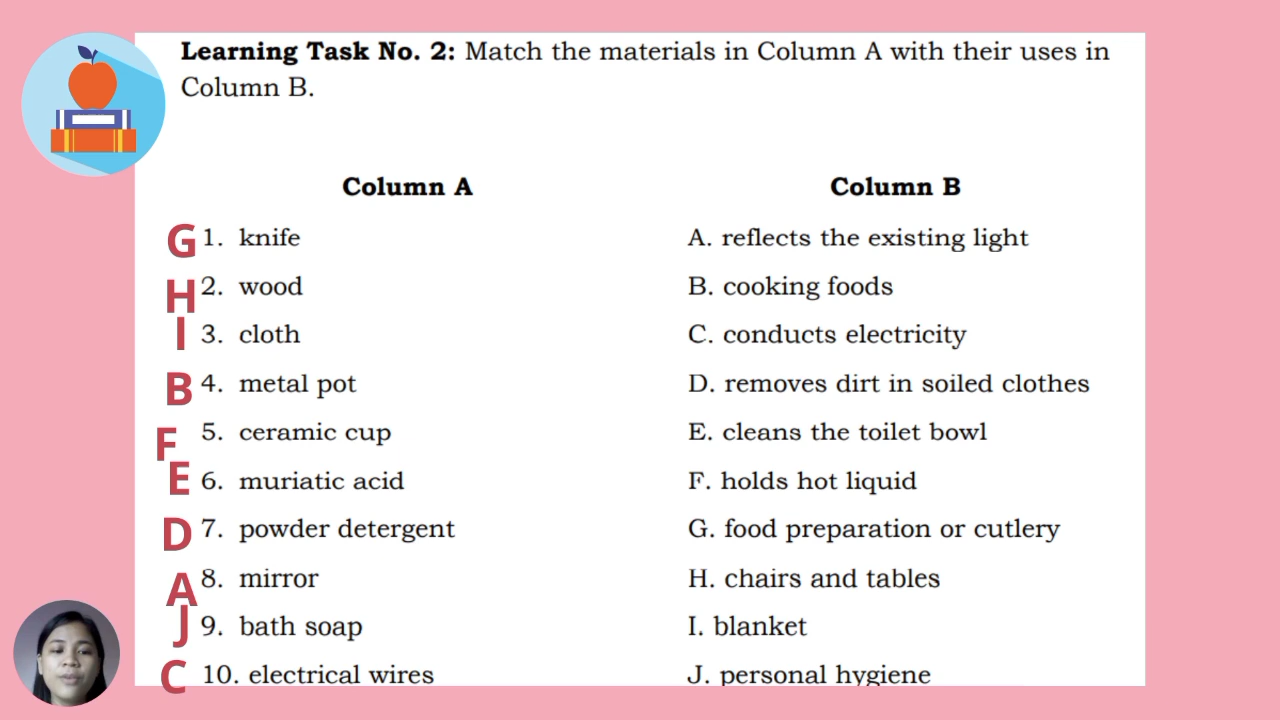 Learning Task No. 2: Match the materials in Column A with their uses in
Column B.
Column A Column B
G 1. knife A. reflects the existing light
H 2. wood B. cooking foods
I 3. cloth C. conducts electricity
B 4. metal pot D. removes dirt in soiled clothes
F 5. ceramic cup E. cleans the toilet bowl
E 6. muriatic acid F. holds hot liquid
D 7. powder detergent G. food preparation or cutlery
A 8. mirror H. chairs and tables
J 9. bath soap I. blanket
C 10. electrical wires J. personal hygiene